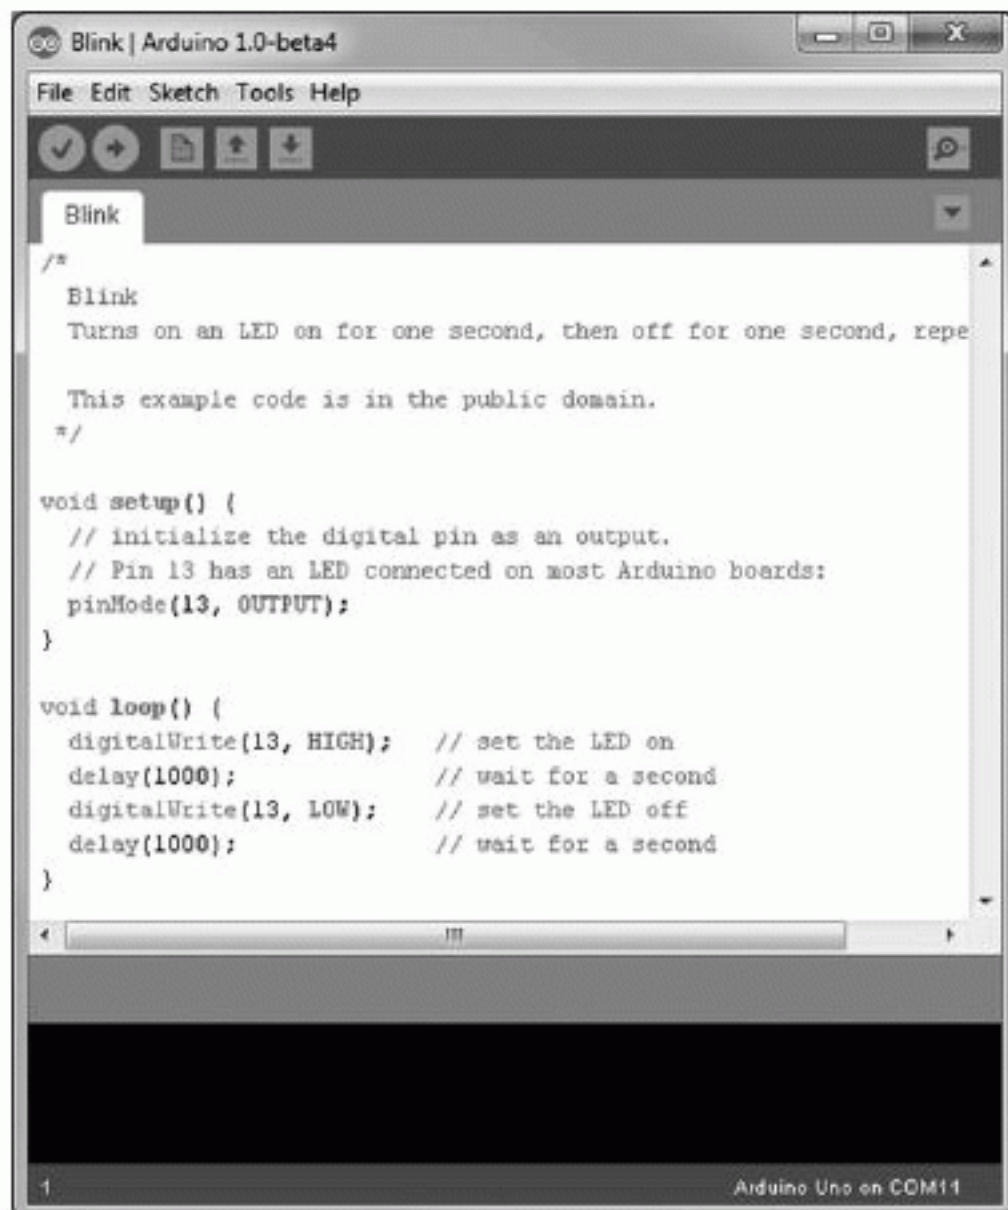 Blink | Arduino 1.0-beta4
File Edit Sketch Tools Help
Blink
/*
  Blink
  Turns on an LED on for one second, then off for one second, repe

  This example code is in the public domain.
 */

void setup() {
  // initialize the digital pin as an output.
  // Pin 13 has an LED connected on most Arduino boards:
  pinMode(13, OUTPUT);
}

void loop() {
  digitalWrite(13, HIGH);   // set the LED on
  delay(1000);              // wait for a second
  digitalWrite(13, LOW);    // set the LED off
  delay(1000);              // wait for a second
}
1
Arduino Uno on COM11